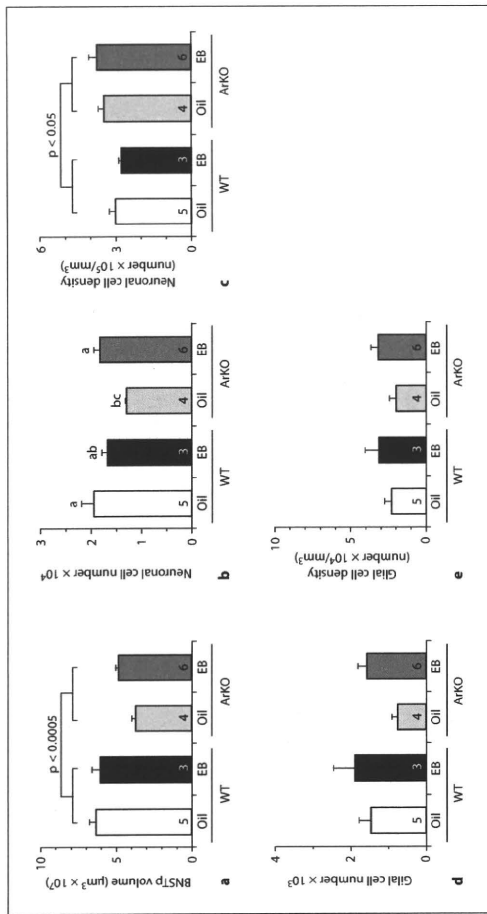 BNSTp volume (µm³ × 10⁷)
10
5
0
p < 0.0005
5
3
4
6
Oil EB Oil EB
WT ArKO
a
Neuronal cell number × 10⁴
3
2
1
0
a ab bc a
5
3
4
6
Oil EB Oil EB
WT ArKO
b
Neuronal cell density
(number × 10⁵/mm³)
6
3
0
p < 0.05
5
3
4
6
Oil EB Oil EB
WT ArKO
c
Gilal cell number × 10³
4
2
0
5
3
4
6
Oil EB Oil EB
WT ArKO
d
Glial cell density
(number × 10⁴/mm³)
10
5
0
5
3
4
6
Oil EB Oil EB
WT ArKO
e